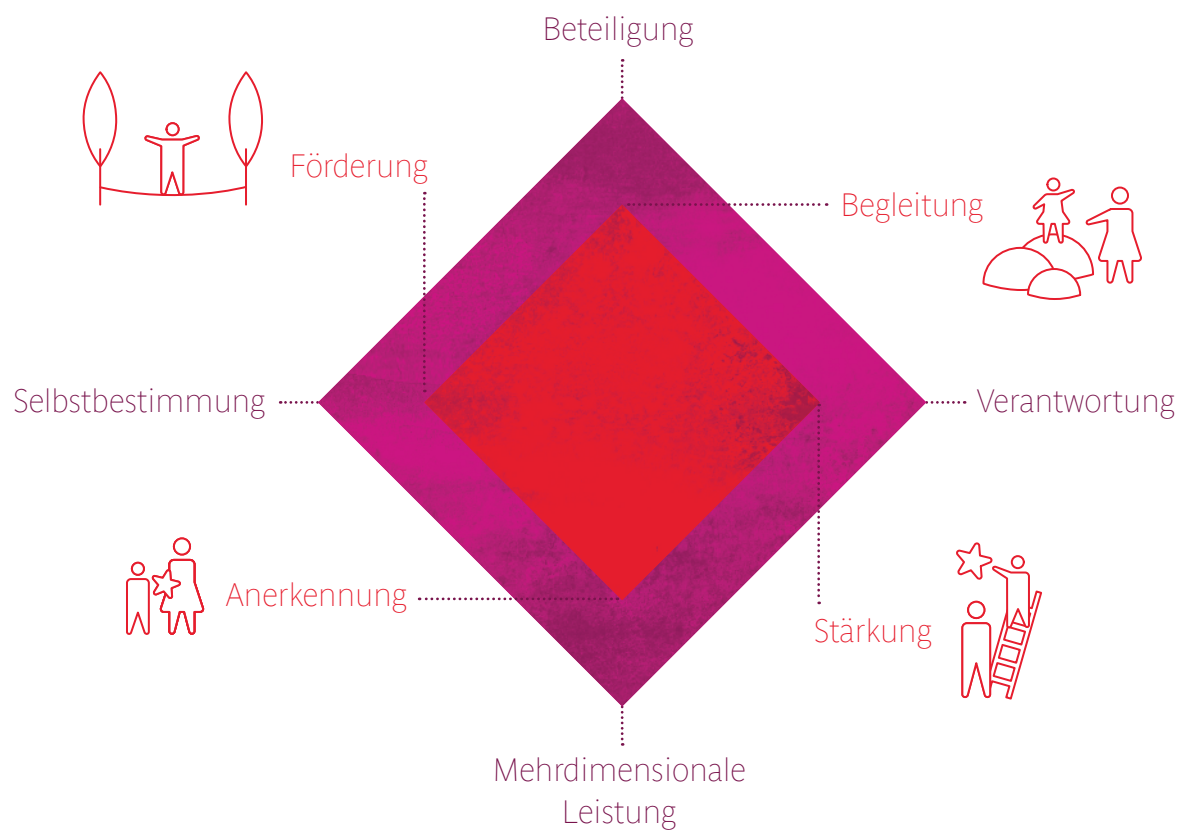 Beteiligung
Förderung
Begleitung
Selbstbestimmung
Verantwortung
Anerkennung
Stärkung
Mehrdimensionale
Leistung